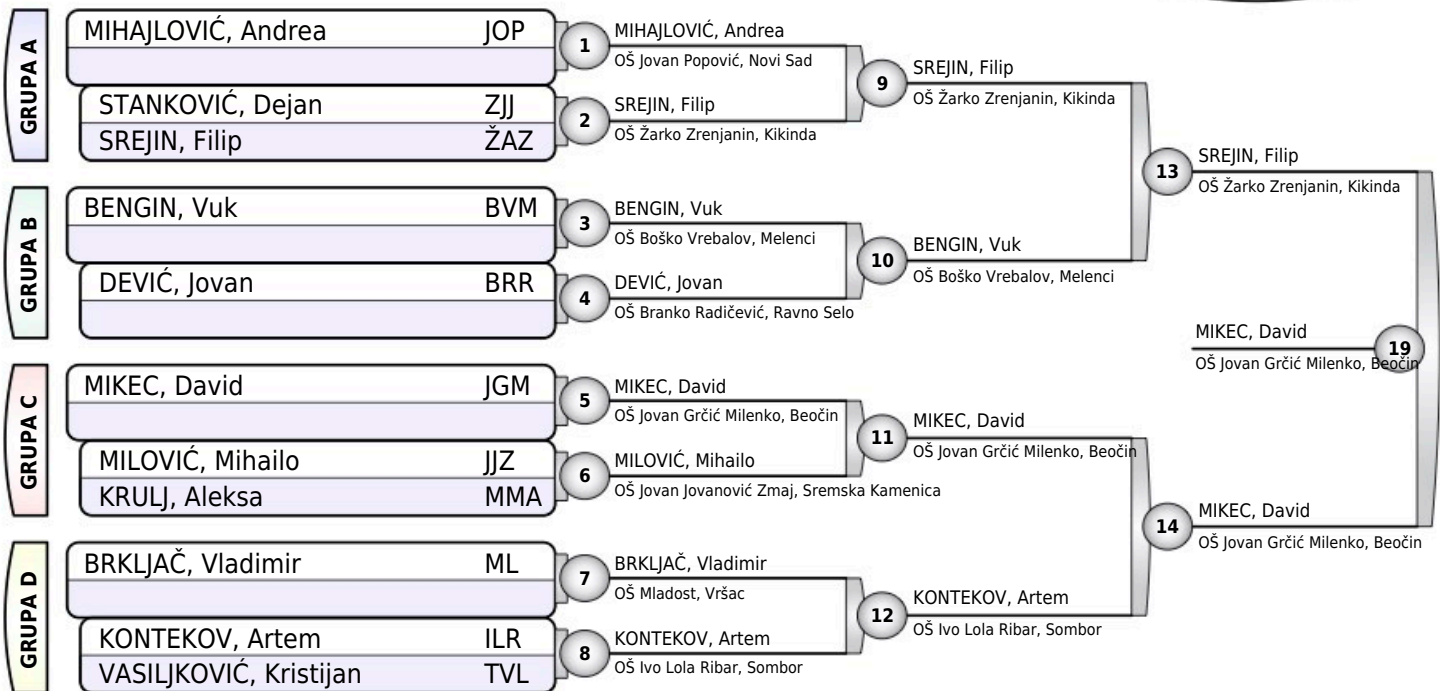 GRUPA A
MIHAJLOVIĆ, Andrea JOP
STANKOVIĆ, Dejan ZJJ
SREJIN, Filip ŽAZ
GRUPA B
BENGIN, Vuk BVM
DEVIĆ, Jovan BRR
GRUPA C
MIKEC, David JGM
MILOVIĆ, Mihailo JJZ
KRULJ, Aleksa MMA
GRUPA D
BRKLJAČ, Vladimir ML
KONTEKOV, Artem ILR
VASILJKOVIĆ, Kristijan TVL
1
MIHAJLOVIĆ, Andrea
OŠ Jovan Popović, Novi Sad
2
SREJIN, Filip
OŠ Žarko Zrenjanin, Kikinda
3
BENGIN, Vuk
OŠ Boško Vrebalov, Melenci
4
DEVIĆ, Jovan
OŠ Branko Radičević, Ravno Selo
5
MIKEC, David
OŠ Jovan Grčić Milenko, Beočin
6
MILOVIĆ, Mihailo
OŠ Jovan Jovanović Zmaj, Sremska Kamenica
7
BRKLJAČ, Vladimir
OŠ Mladost, Vršac
8
KONTEKOV, Artem
OŠ Ivo Lola Ribar, Sombor
9
SREJIN, Filip
OŠ Žarko Zrenjanin, Kikinda
10
BENGIN, Vuk
OŠ Boško Vrebalov, Melenci
11
MIKEC, David
OŠ Jovan Grčić Milenko, Beočin
12
KONTEKOV, Artem
OŠ Ivo Lola Ribar, Sombor
13
SREJIN, Filip
OŠ Žarko Zrenjanin, Kikinda
14
MIKEC, David
OŠ Jovan Grčić Milenko, Beočin
MIKEC, David
19
OŠ Jovan Grčić Milenko, Beočin